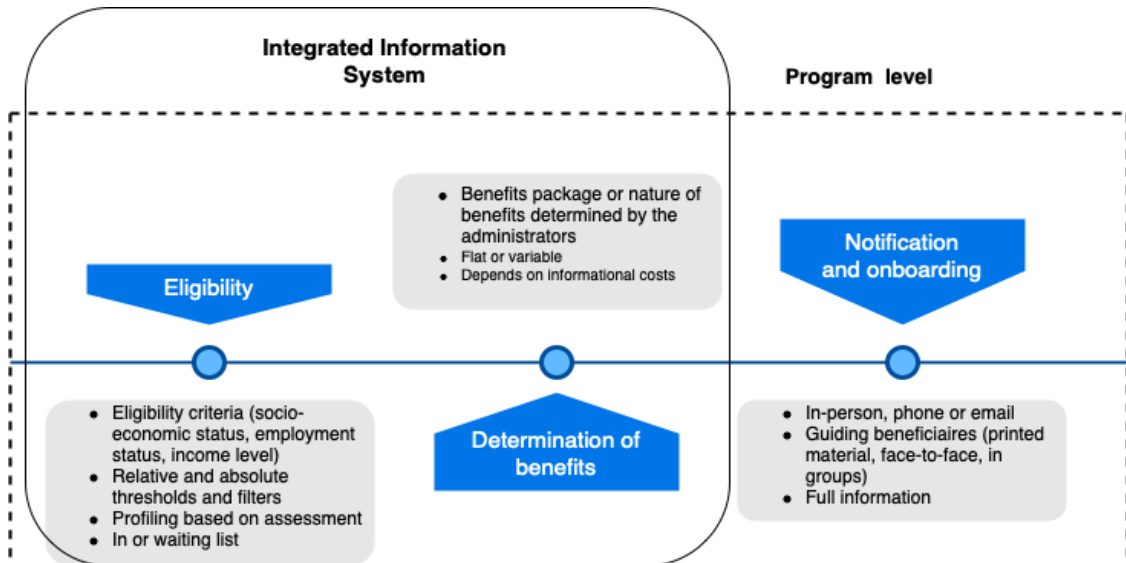 Integrated Information
System
Program level
● Benefits package or nature of
benefits determined by the
administrators
● Flat or variable
● Depends on informational costs
Eligibility
Notification
and onboarding
● Eligibility criteria (socio-
economic status, employment
status, income level)
● Relative and absolute
thresholds and filters
● Profiling based on assessment
● In or waiting list
Determination of
benefits
● In-person, phone or email
● Guiding beneficiaires (printed
material, face-to-face, in
groups)
● Full information